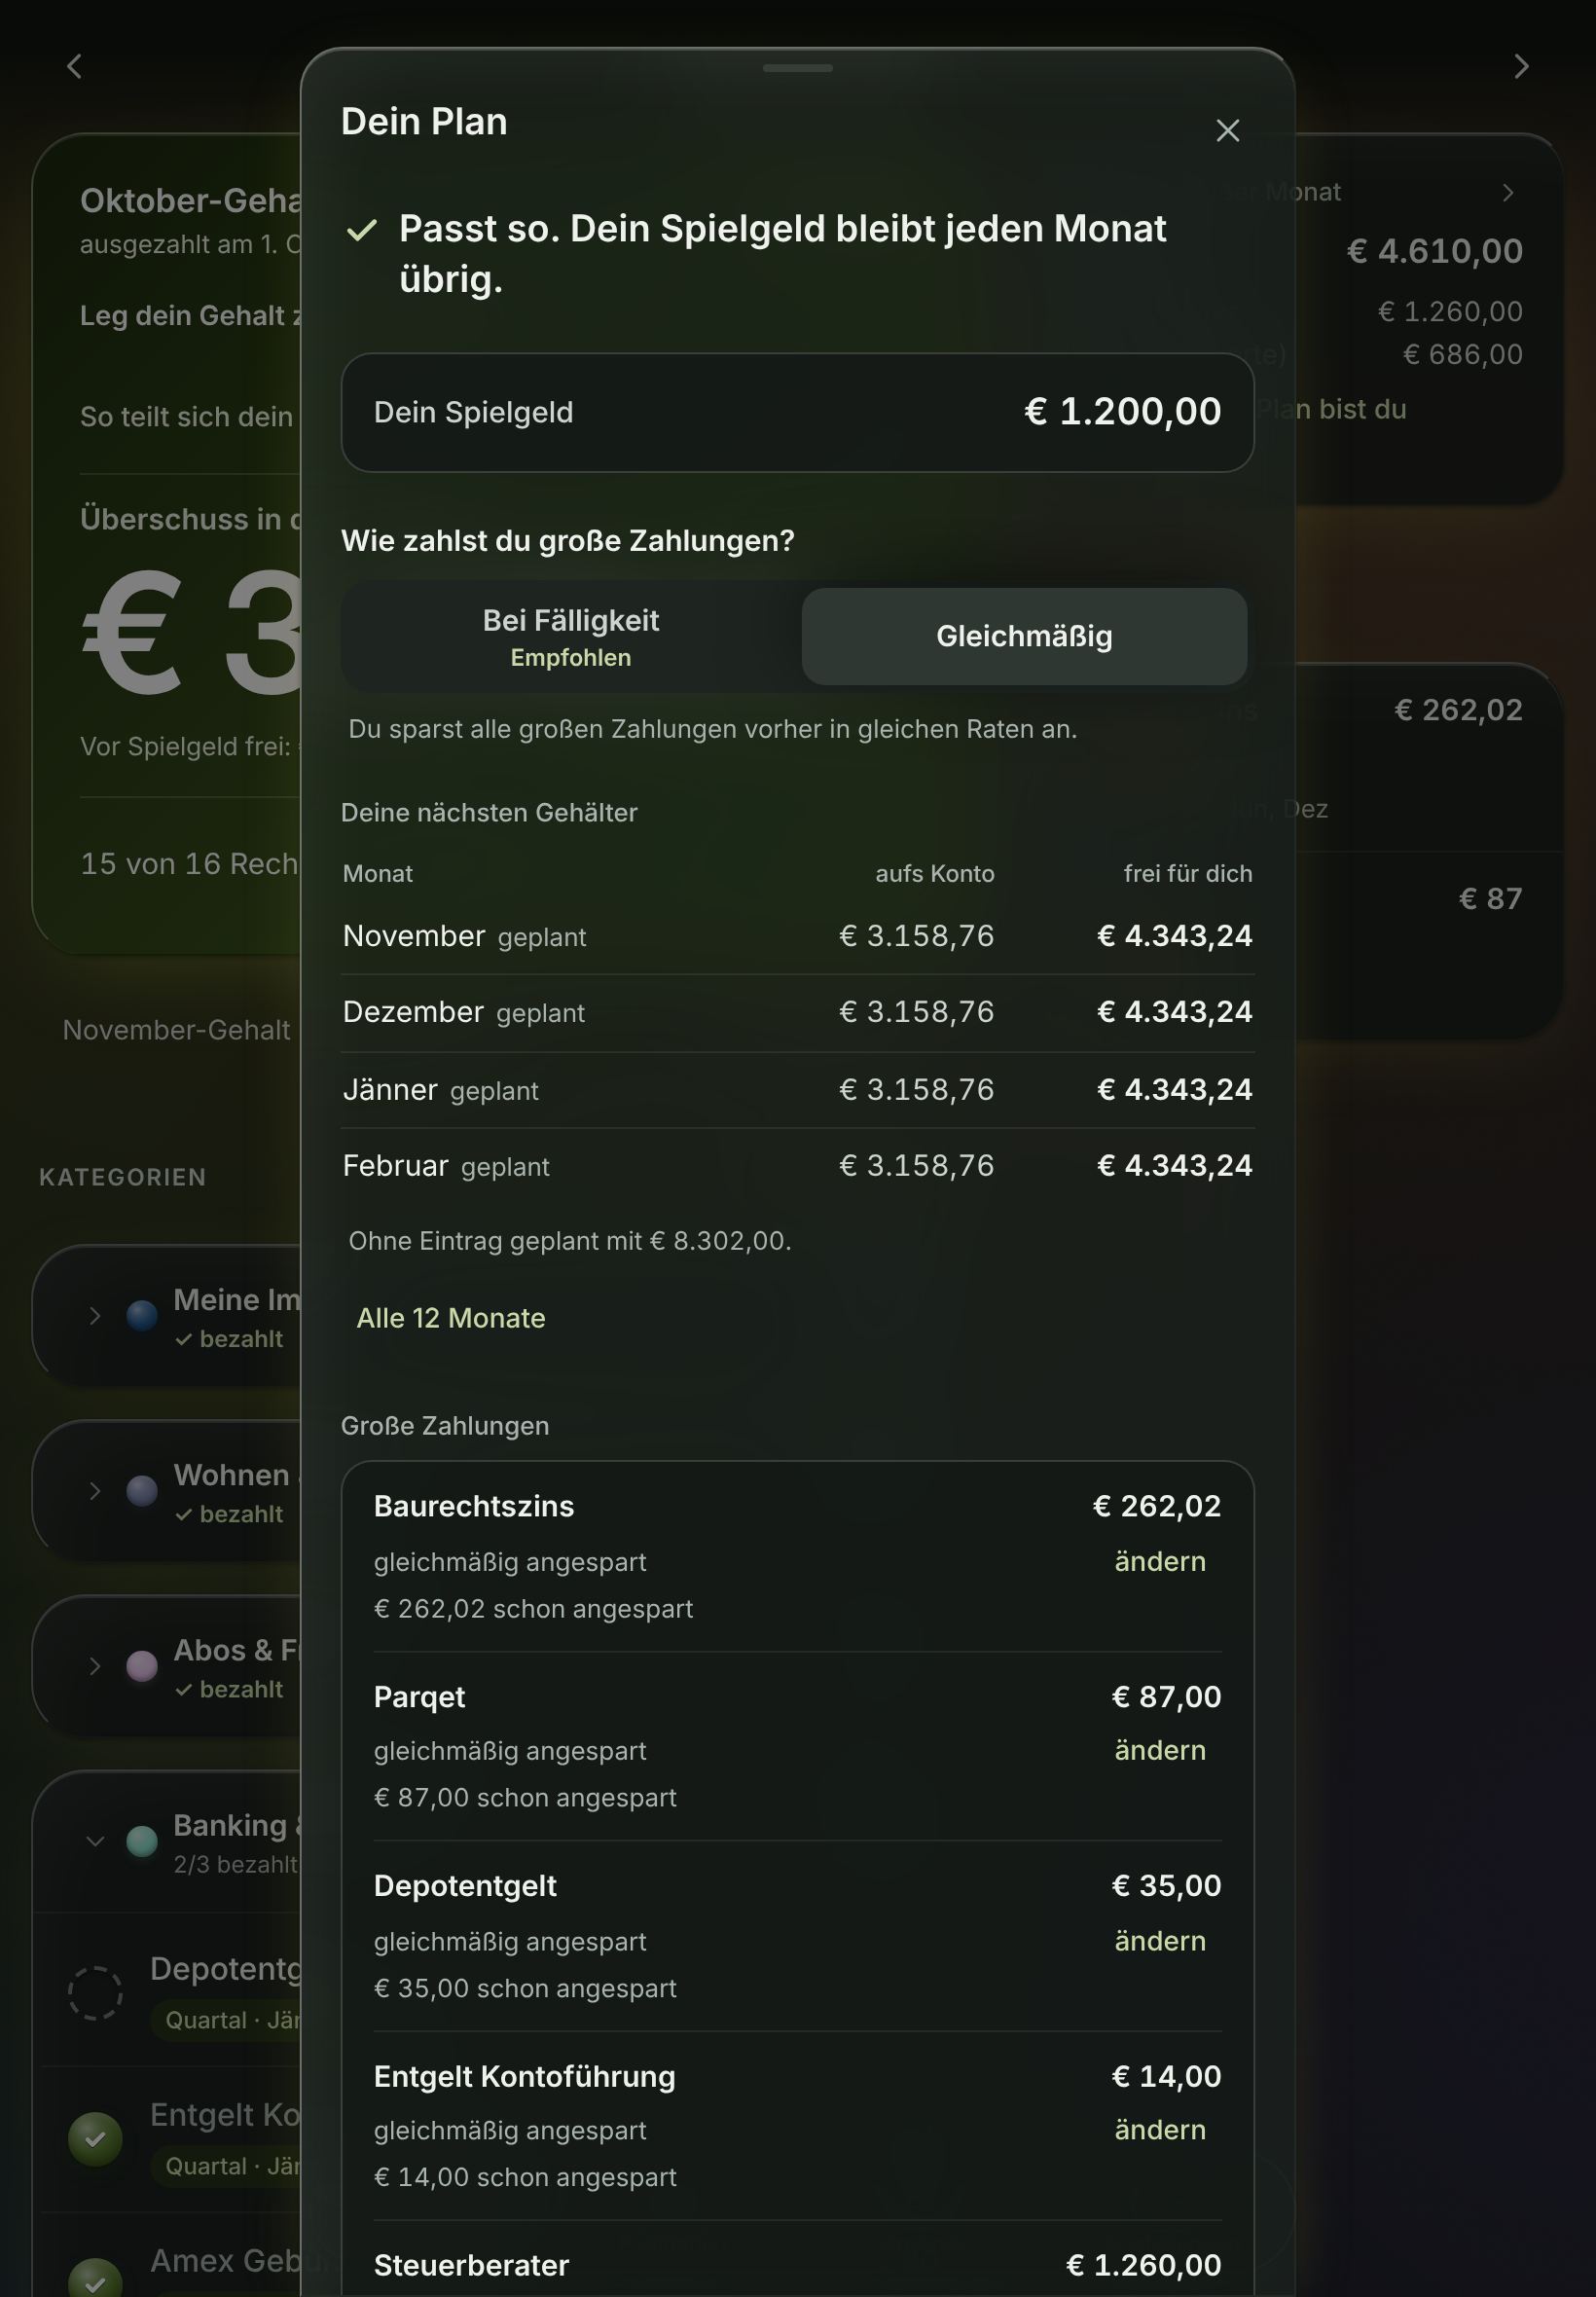 Dein Plan
Passt so. Dein Spielgeld bleibt jeden Monat
übrig.
Dein Spielgeld € 1.200,00
Wie zahlst du große Zahlungen?
Bei Fälligkeit
Empfohlen
Gleichmäßig
Du sparst alle großen Zahlungen vorher in gleichen Raten an.
Deine nächsten Gehälter
Monat aufs Konto frei für dich
November geplant € 3.158,76 € 4.343,24
Dezember geplant € 3.158,76 € 4.343,24
Jänner geplant € 3.158,76 € 4.343,24
Februar geplant € 3.158,76 € 4.343,24
Ohne Eintrag geplant mit € 8.302,00.
Alle 12 Monate
Große Zahlungen
Baurechtszins € 262,02
gleichmäßig angespart ändern
€ 262,02 schon angespart
Parqet € 87,00
gleichmäßig angespart ändern
€ 87,00 schon angespart
Depotentgelt € 35,00
gleichmäßig angespart ändern
€ 35,00 schon angespart
Entgelt Kontoführung € 14,00
gleichmäßig angespart ändern
€ 14,00 schon angespart
Steuerberater € 1.260,00
Oktober-Geha
ausgezahlt am 1.
Leg dein Gehalt
So teilt sich dein
Überschuss in
€ 3
Vor Spielgeld frei:
15 von 16 Rech
November-Gehalt
KATEGORIEN
Meine Im
✓ bezahlt
Wohnen
✓ bezahlt
Abos &
✓ bezahlt
Banking
2/3 bezahlt
Depotentg
Quartal · Jän
Entgelt Ko
Quartal · Jän
Amex Geb
Monat
€ 4.610,00
€ 1.260,00
€ 686,00
Plan bist du
€ 262,02
Dez
€ 87